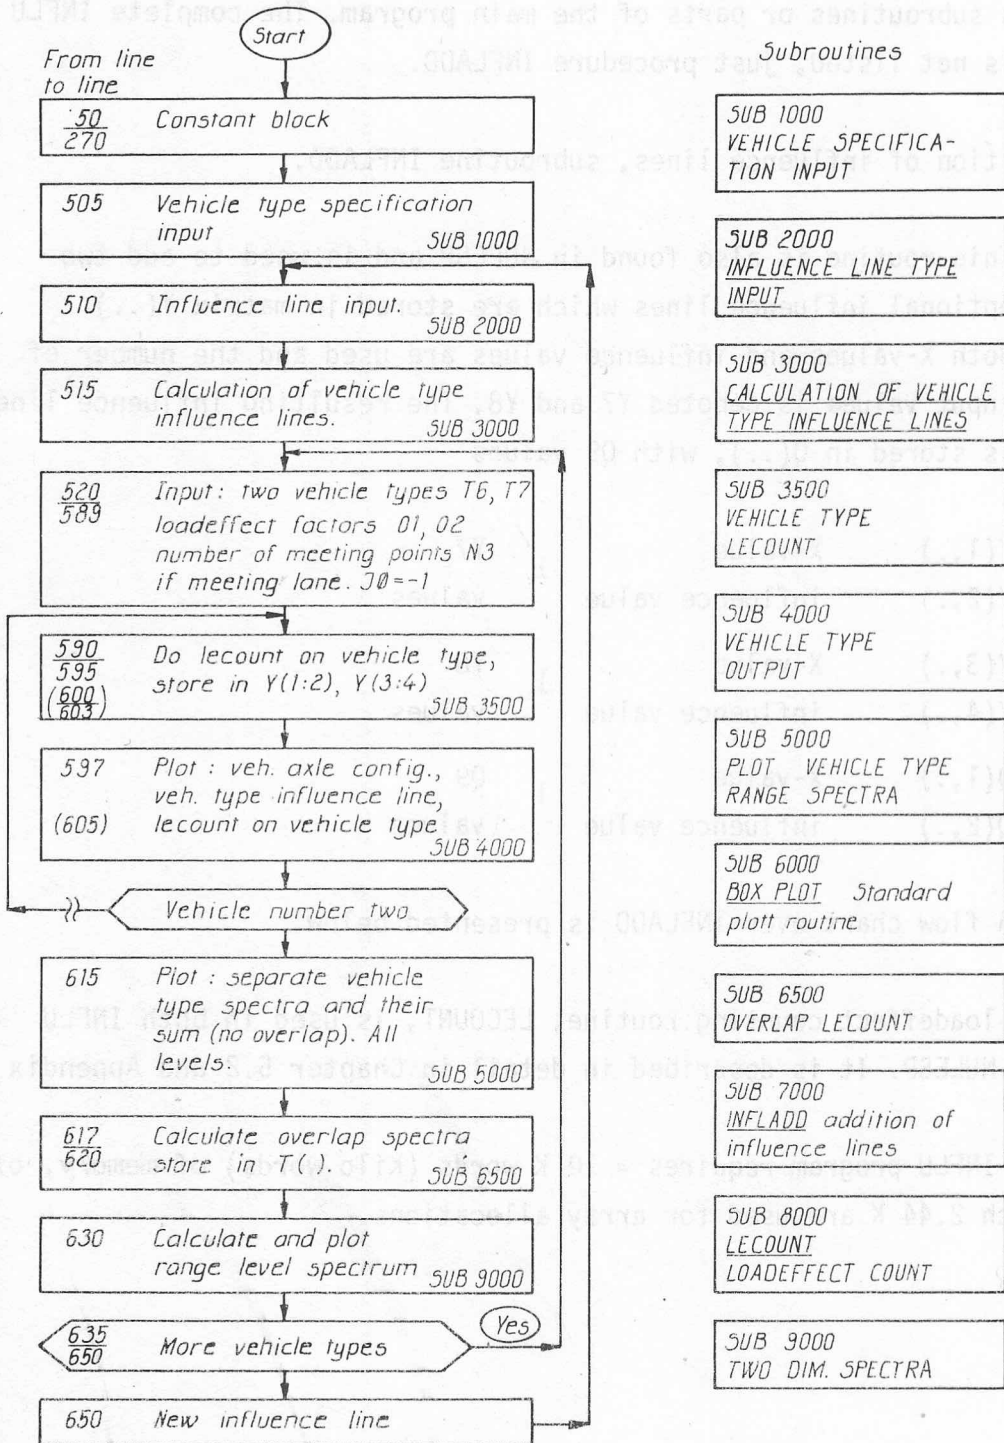 Start
From line
to line
50
270
Constant block
505
Vehicle type specification
input
SUB 1000
510
Influence line input.
SUB 2000
515
Calculation of vehicle type
influence lines.
SUB 3000
520
589
Input: two vehicle types T6, T7
loadeffect factors O1, O2
number of meeting points N3
if meeting lane. J0=-1
590
595
(600
603)
Do lecount on vehicle type,
store in Y(1:2), Y(3:4)
SUB 3500
597
(605)
Plot: veh. axle config.,
veh. type influence line,
lecount on vehicle type
SUB 4000
Vehicle number two
615
Plot: separate vehicle
type spectra and their
sum (no overlap). All
levels.
SUB 5000
617
620
Calculate overlap spectra
store in T().
SUB 6500
630
Calculate and plot
range level spectrum
SUB 9000
635
650
More vehicle types
Yes
650
New influence line
Subroutines
SUB 1000
VEHICLE SPECIFICA-
TION INPUT
SUB 2000
INFLUENCE LINE TYPE
INPUT
SUB 3000
CALCULATION OF VEHICLE
TYPE INFLUENCE LINES
SUB 3500
VEHICLE TYPE
LECOUNT
SUB 4000
VEHICLE TYPE
OUTPUT
SUB 5000
PLOT VEHICLE TYPE
RANGE SPECTRA
SUB 6000
BOX PLOT Standard
plott routine
SUB 6500
OVERLAP LECOUNT
SUB 7000
INFLADD addition of
influence lines
SUB 8000
LECOUNT
LOADEFFECT COUNT
SUB 9000
TWO DIM. SPECTRA